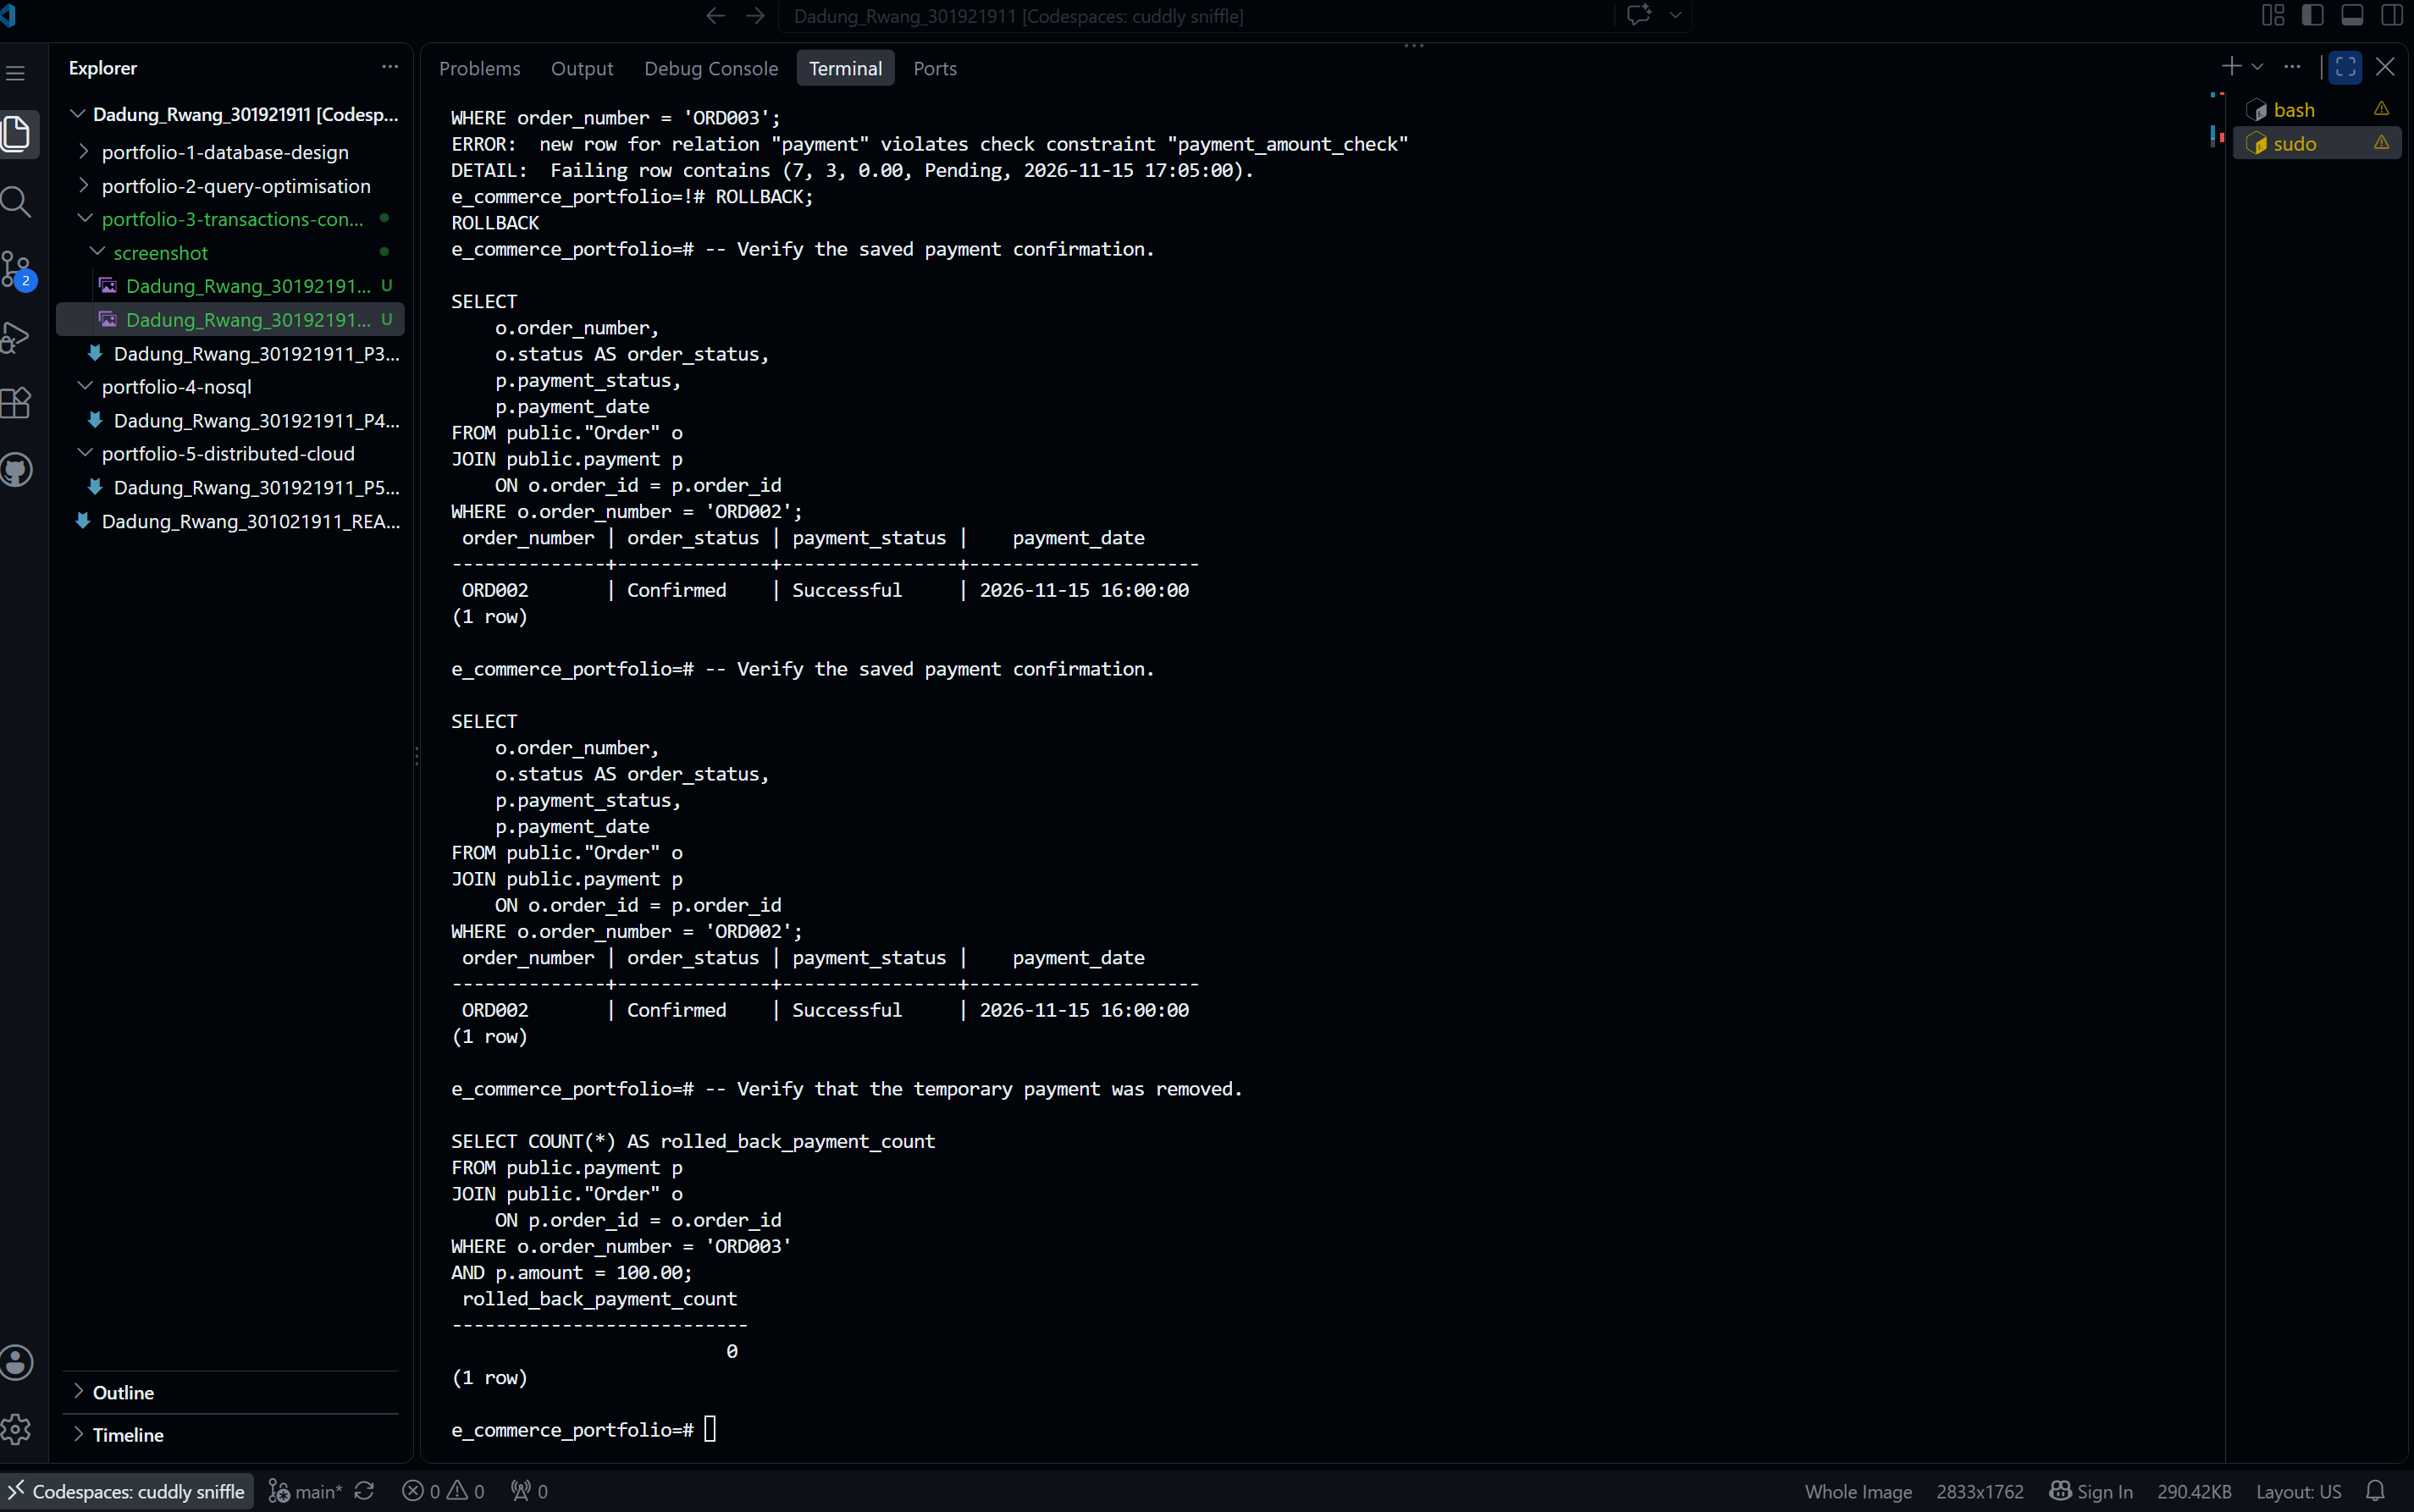 Dadung_Rwang_301921911 [Codespaces: cuddly sniffle]
Explorer
Dadung_Rwang_301921911 [Codesp...
portfolio-1-database-design
portfolio-2-query-optimisation
portfolio-3-transactions-con...
screenshot
Dadung_Rwang_30192191... U
Dadung_Rwang_30192191... U
Dadung_Rwang_301921911_P3...
portfolio-4-nosql
Dadung_Rwang_301921911_P4...
portfolio-5-distributed-cloud
Dadung_Rwang_301921911_P5...
Dadung_Rwang_301021911_REA...
2
Outline
Timeline
Problems Output Debug Console Terminal Ports
WHERE order_number = 'ORD003';
ERROR:  new row for relation "payment" violates check constraint "payment_amount_check"
DETAIL:  Failing row contains (7, 3, 0.00, Pending, 2026-11-15 17:05:00).
e_commerce_portfolio=!# ROLLBACK;
ROLLBACK
e_commerce_portfolio=# -- Verify the saved payment confirmation.
SELECT
    o.order_number,
    o.status AS order_status,
    p.payment_status,
    p.payment_date
FROM public."Order" o
JOIN public.payment p
    ON o.order_id = p.order_id
WHERE o.order_number = 'ORD002';
 order_number | order_status | payment_status |    payment_date
--------------+--------------+----------------+---------------------
 ORD002       | Confirmed    | Successful     | 2026-11-15 16:00:00
(1 row)
e_commerce_portfolio=# -- Verify the saved payment confirmation.
SELECT
    o.order_number,
    o.status AS order_status,
    p.payment_status,
    p.payment_date
FROM public."Order" o
JOIN public.payment p
    ON o.order_id = p.order_id
WHERE o.order_number = 'ORD002';
 order_number | order_status | payment_status |    payment_date
--------------+--------------+----------------+---------------------
 ORD002       | Confirmed    | Successful     | 2026-11-15 16:00:00
(1 row)
e_commerce_portfolio=# -- Verify that the temporary payment was removed.
SELECT COUNT(*) AS rolled_back_payment_count
FROM public.payment p
JOIN public."Order" o
    ON p.order_id = o.order_id
WHERE o.order_number = 'ORD003'
AND p.amount = 100.00;
 rolled_back_payment_count
---------------------------
                         0
(1 row)
e_commerce_portfolio=#
bash
sudo
Codespaces: cuddly sniffle main* 0 0 0 Whole Image 2833x1762 Sign In 290.42KB Layout: US